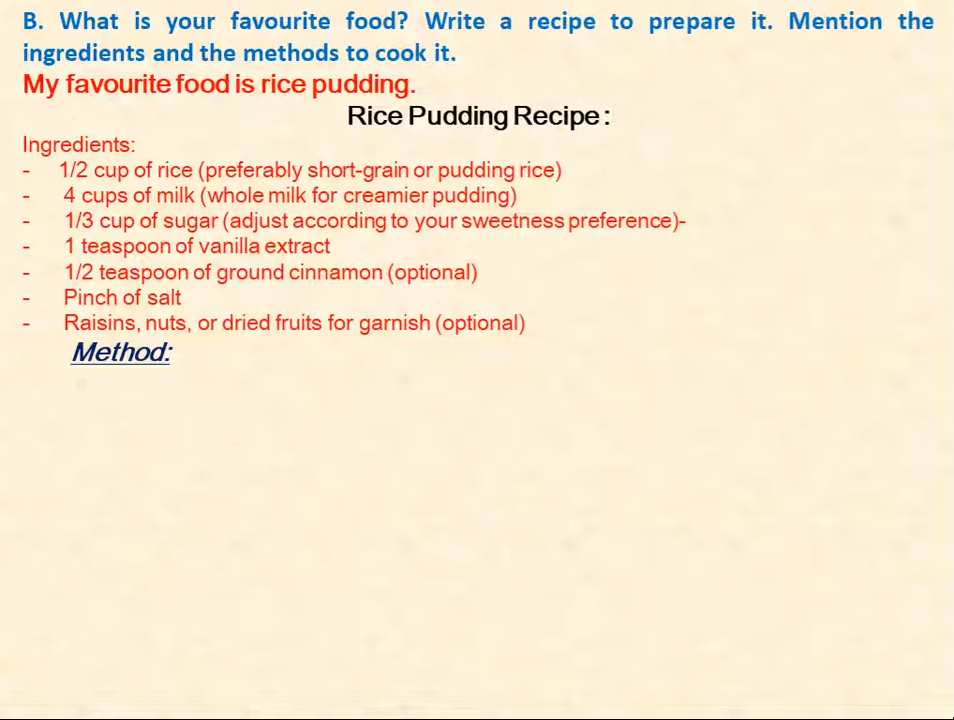 B. What is your favourite food? Write a recipe to prepare it. Mention the
ingredients and the methods to cook it.
My favourite food is rice pudding.
Rice Pudding Recipe:
Ingredients:
- 1/2 cup of rice (preferably short-grain or pudding rice)
- 4 cups of milk (whole milk for creamier pudding)
- 1/3 cup of sugar (adjust according to your sweetness preference)-
- 1 teaspoon of vanilla extract
- 1/2 teaspoon of ground cinnamon (optional)
- Pinch of salt
- Raisins, nuts, or dried fruits for garnish (optional)
Method: